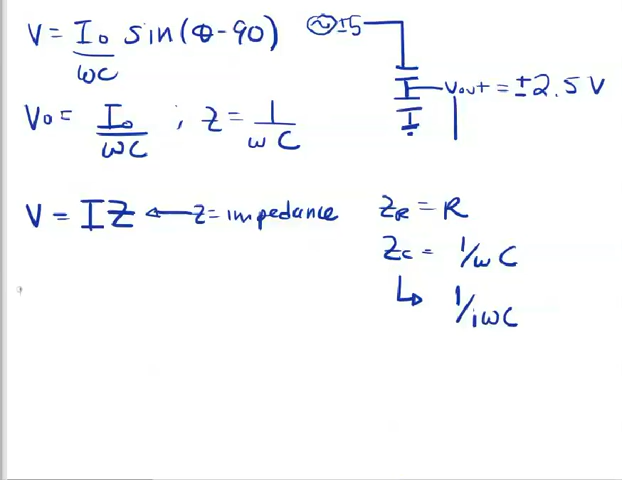 V = I₀/ωC sin(θ-90)
~ ±5
Vout = ±2.5 V
V₀ = I₀/ωC ; Z = 1/ωC
V = IZ ← Z = impedance
Z_R = R
Z_C = 1/ωC
↳ 1/iωC